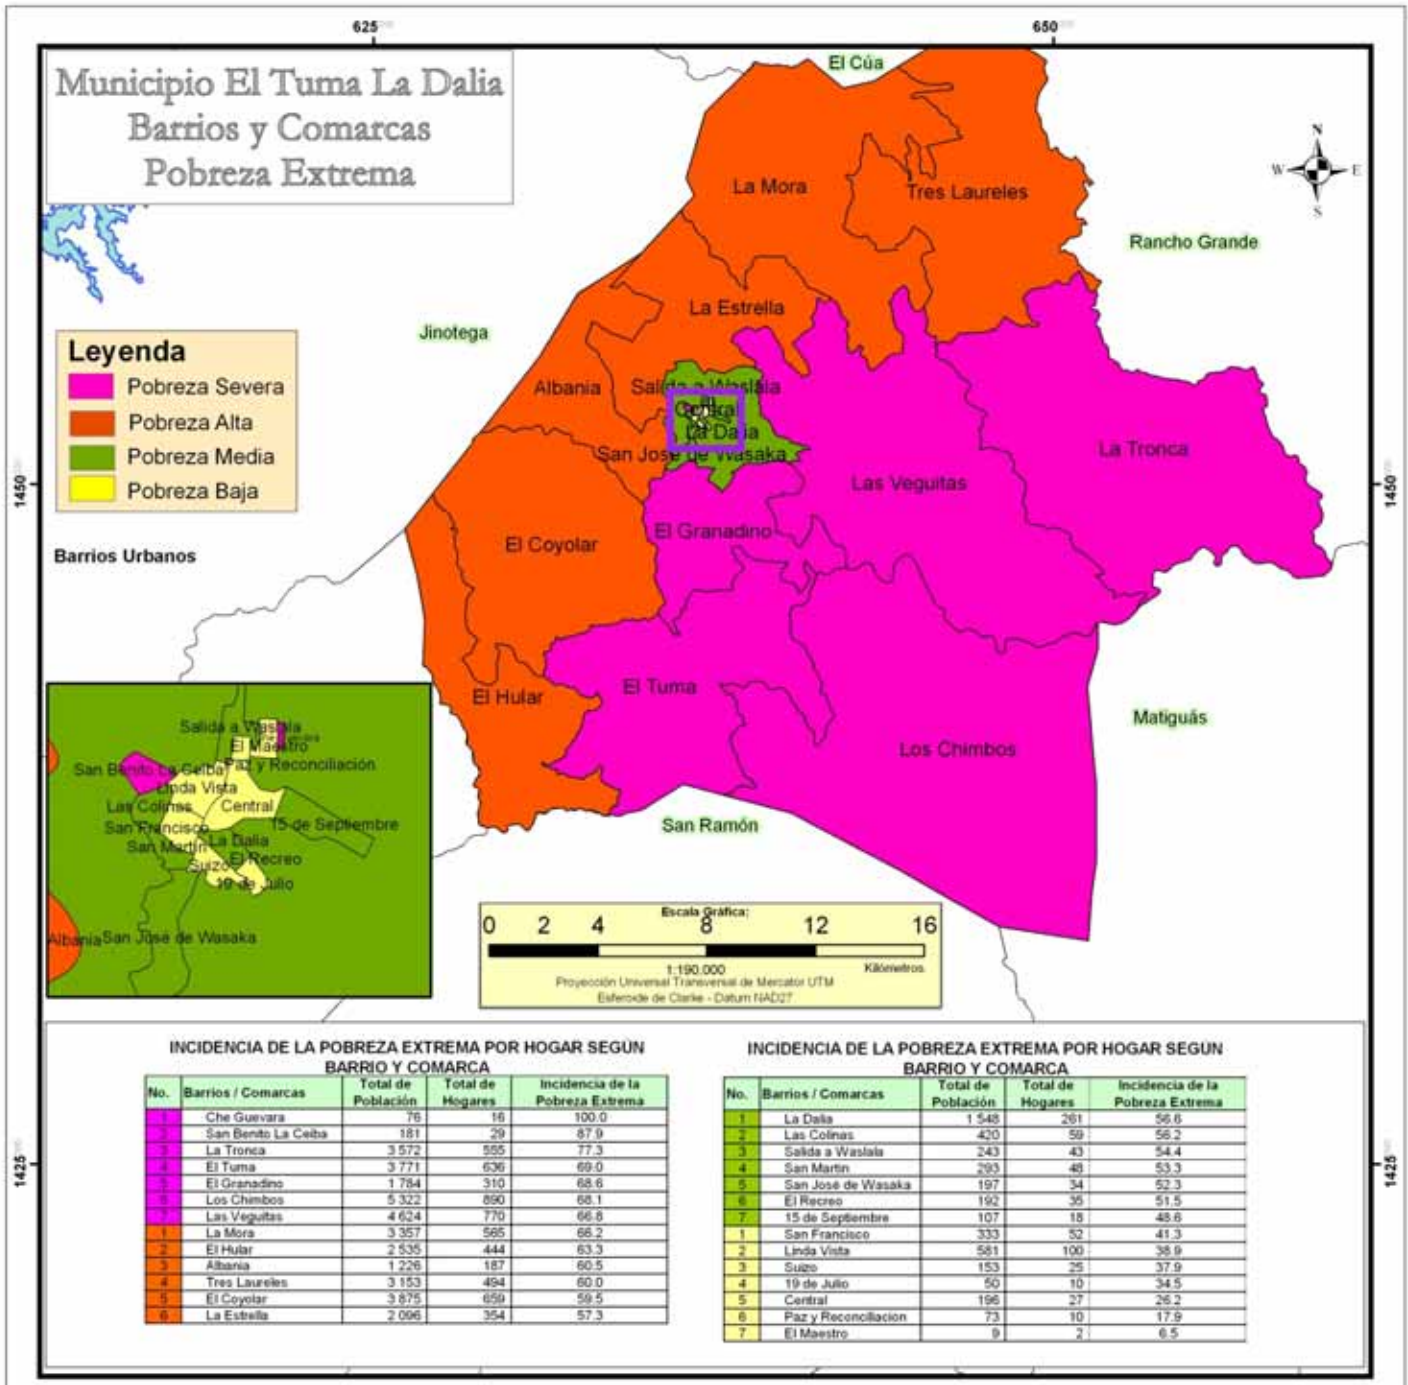 625
650
Municipio El Tuma La Dalia
Barrios y Comarcas
Pobreza Extrema
El Cúa
N
W E
S
La Mora
Tres Laureles
Rancho Grande
La Estrella
Jinotega
Leyenda
Pobreza Severa
Pobreza Alta
Pobreza Media
Pobreza Baja
Albania
Salida a Waslala
Central
La Dalia
San José de Wasaka
La Tronca
Las Veguitas
1450
1450
El Granadino
El Coyolar
Barrios Urbanos
El Tuma
El Hular
Matiguás
Los Chimbos
San Ramón
Salida a Waslala
El Maestro
Paz y Reconciliación
San Benito La Ceiba
Linda Vista
Las Colinas
Central
San Francisco
15 de Septiembre
San Martin
La Dalia
El Recreo
Suizo
19 de Julio
Albania
San José de Wasaka
Escala Gráfica:
0 2 4 8 12 16
1:190.000
Kilómetros
Proyección Universal Transversal de Mercator UTM
Esferoide de Clarke - Datum NAD27
1425
1425
INCIDENCIA DE LA POBREZA EXTREMA POR HOGAR SEGÚN
BARRIO Y COMARCA
No. Barrios / Comarcas Total de Población Total de Hogares Incidencia de la Pobreza Extrema
1 Che Guevara 76 16 100.0
2 San Benito La Ceiba 181 29 87.9
3 La Tronca 3 572 555 77.3
4 El Tuma 3 771 636 69.0
5 El Granadino 1 784 310 68.6
6 Los Chimbos 5 322 890 68.1
7 Las Veguitas 4 624 770 66.8
1 La Mora 3 357 565 66.2
2 El Hular 2 535 444 63.3
3 Albania 1 226 187 60.5
4 Tres Laureles 3 153 494 60.0
5 El Coyolar 3 875 659 59.5
6 La Estrella 2 096 354 57.3
INCIDENCIA DE LA POBREZA EXTREMA POR HOGAR SEGÚN
BARRIO Y COMARCA
No. Barrios / Comarcas Total de Población Total de Hogares Incidencia de la Pobreza Extrema
1 La Dalia 1 548 261 56.6
2 Las Colinas 420 59 56.2
3 Salida a Waslala 243 43 54.4
4 San Martin 293 48 53.3
5 San José de Wasaka 197 34 52.3
6 El Recreo 192 35 51.5
7 15 de Septiembre 107 18 48.6
1 San Francisco 333 52 41.3
2 Linda Vista 581 100 38.9
3 Suizo 153 25 37.9
4 19 de Julio 50 10 34.5
5 Central 196 27 26.2
6 Paz y Reconciliacion 73 10 17.9
7 El Maestro 9 2 6.5